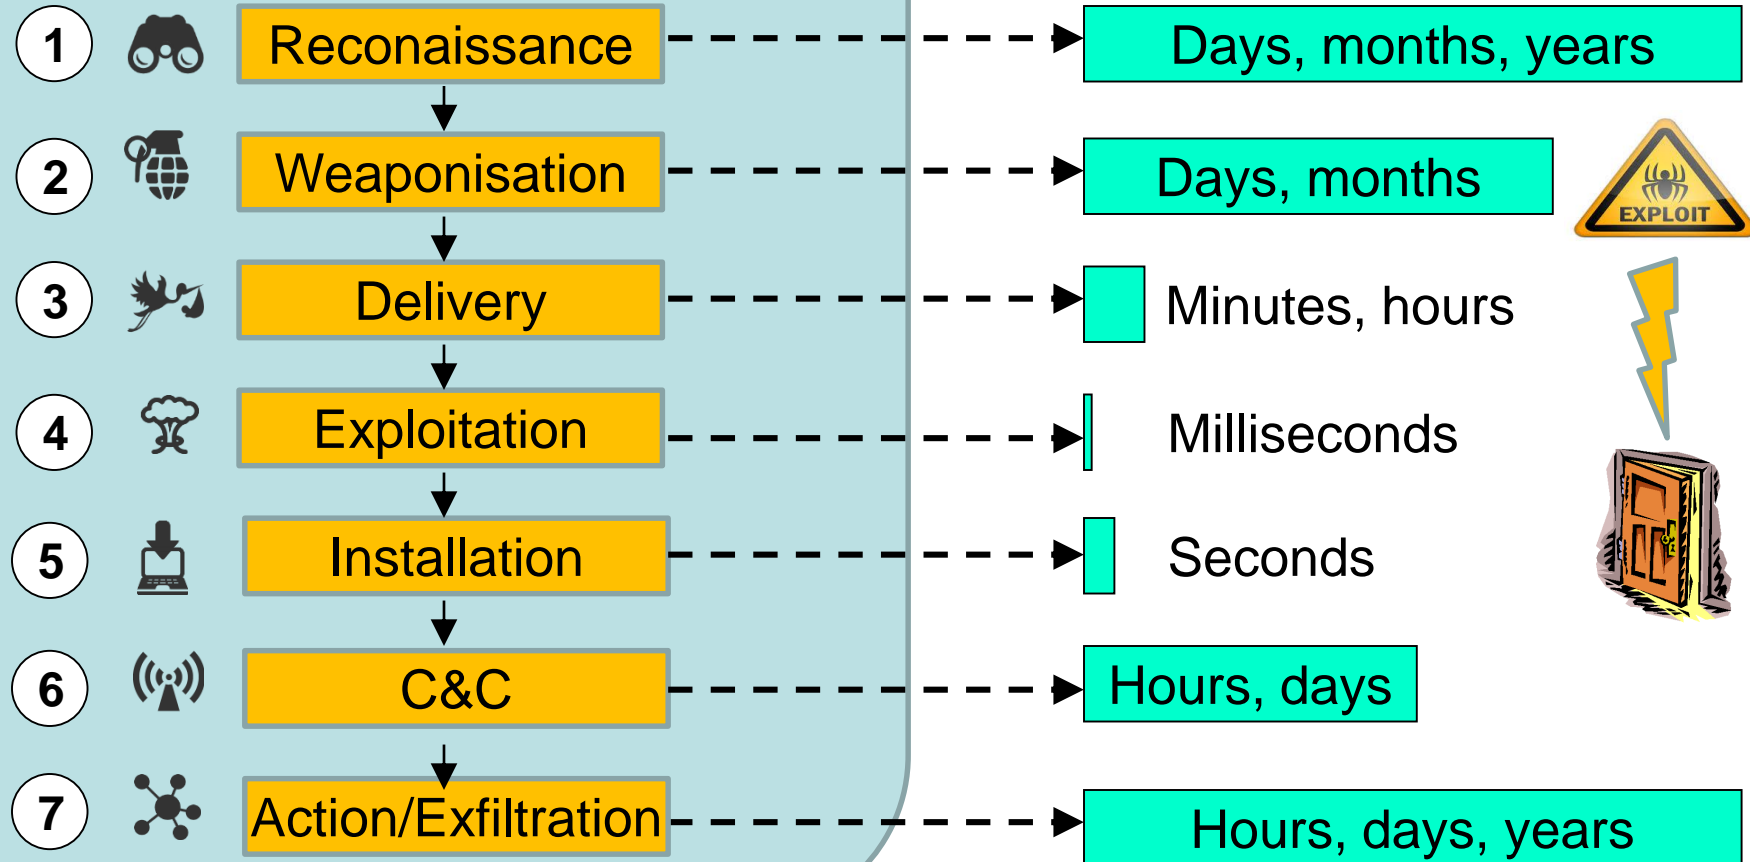 1 Reconaissance Days, months, years
2 Weaponisation Days, months
EXPLOIT
3 Delivery Minutes, hours
4 Exploitation Milliseconds
5 Installation Seconds
6 C&C Hours, days
7 Action/Exfiltration Hours, days, years